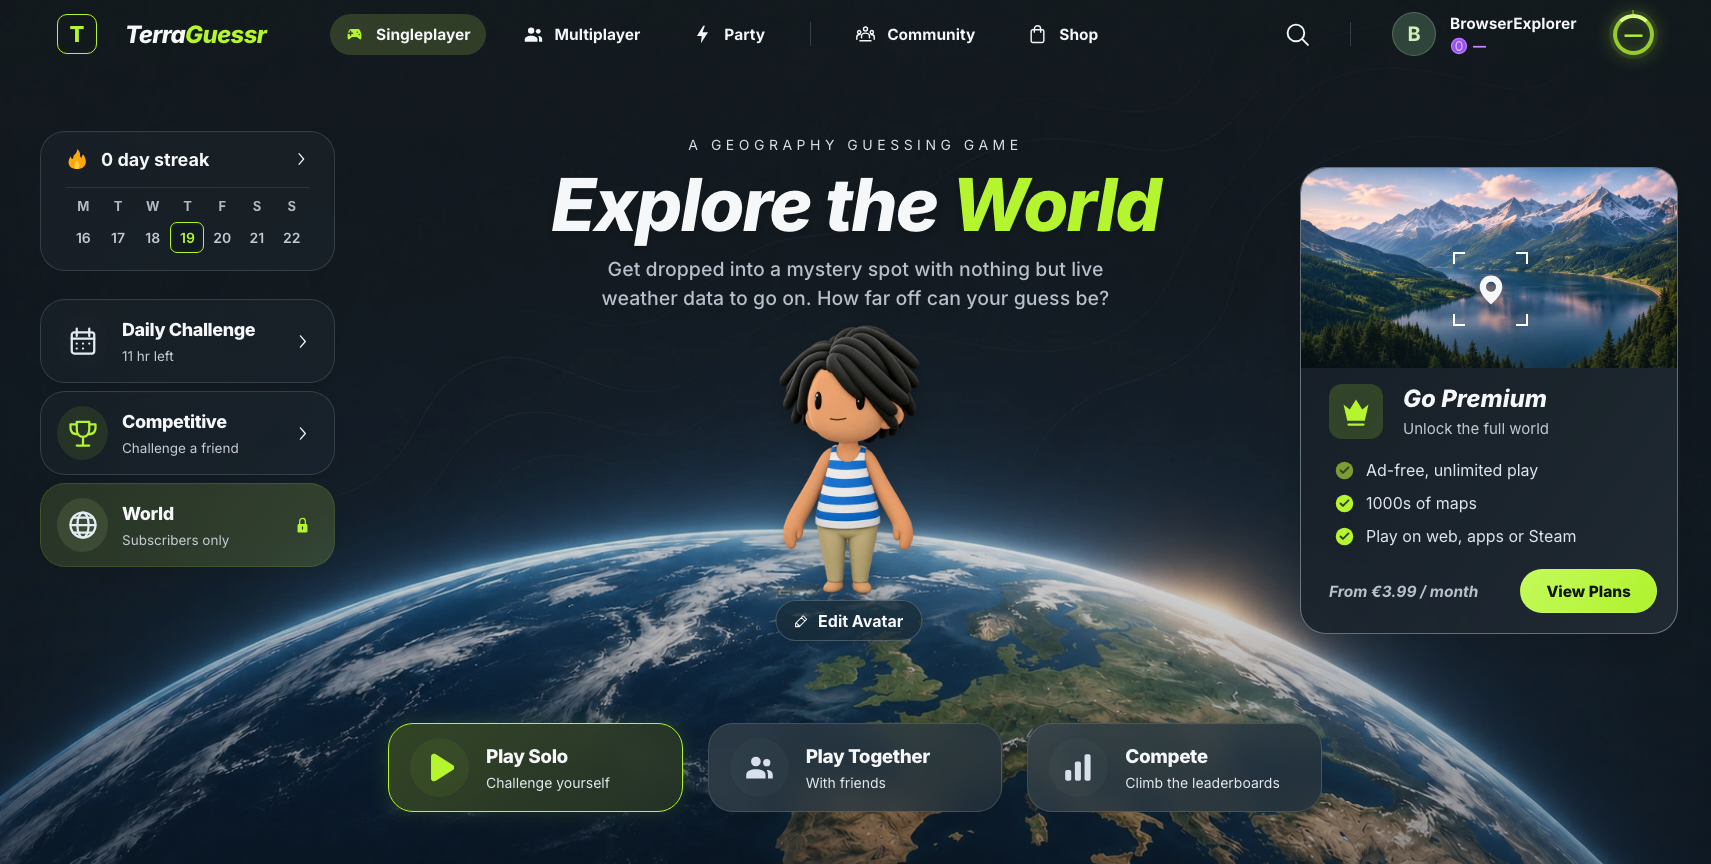 T
TerraGuessr
Singleplayer
Multiplayer
Party
Community
Shop
B
BrowserExplorer
0 —
—
0 day streak
M T W T F S S
16 17 18 19 20 21 22
Daily Challenge
11 hr left
Competitive
Challenge a friend
World
Subscribers only
A GEOGRAPHY GUESSING GAME
Explore the World
Get dropped into a mystery spot with nothing but live
weather data to go on. How far off can your guess be?
Edit Avatar
Go Premium
Unlock the full world
Ad-free, unlimited play
1000s of maps
Play on web, apps or Steam
From €3.99 / month
View Plans
Play Solo
Challenge yourself
Play Together
With friends
Compete
Climb the leaderboards